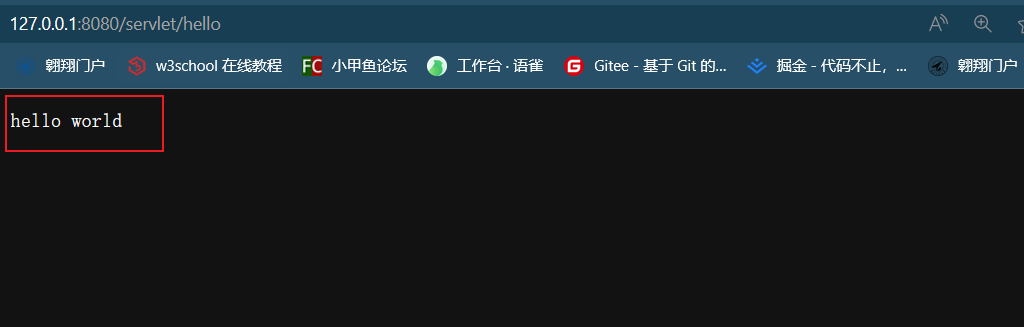 127.0.0.1:8080/servlet/hello
翱翔门户 w3school 在线教程 FC 小甲鱼论坛 工作台 · 语雀 G Gitee - 基于 Git 的... 掘金 - 代码不止，... 翱翔门户
hello world